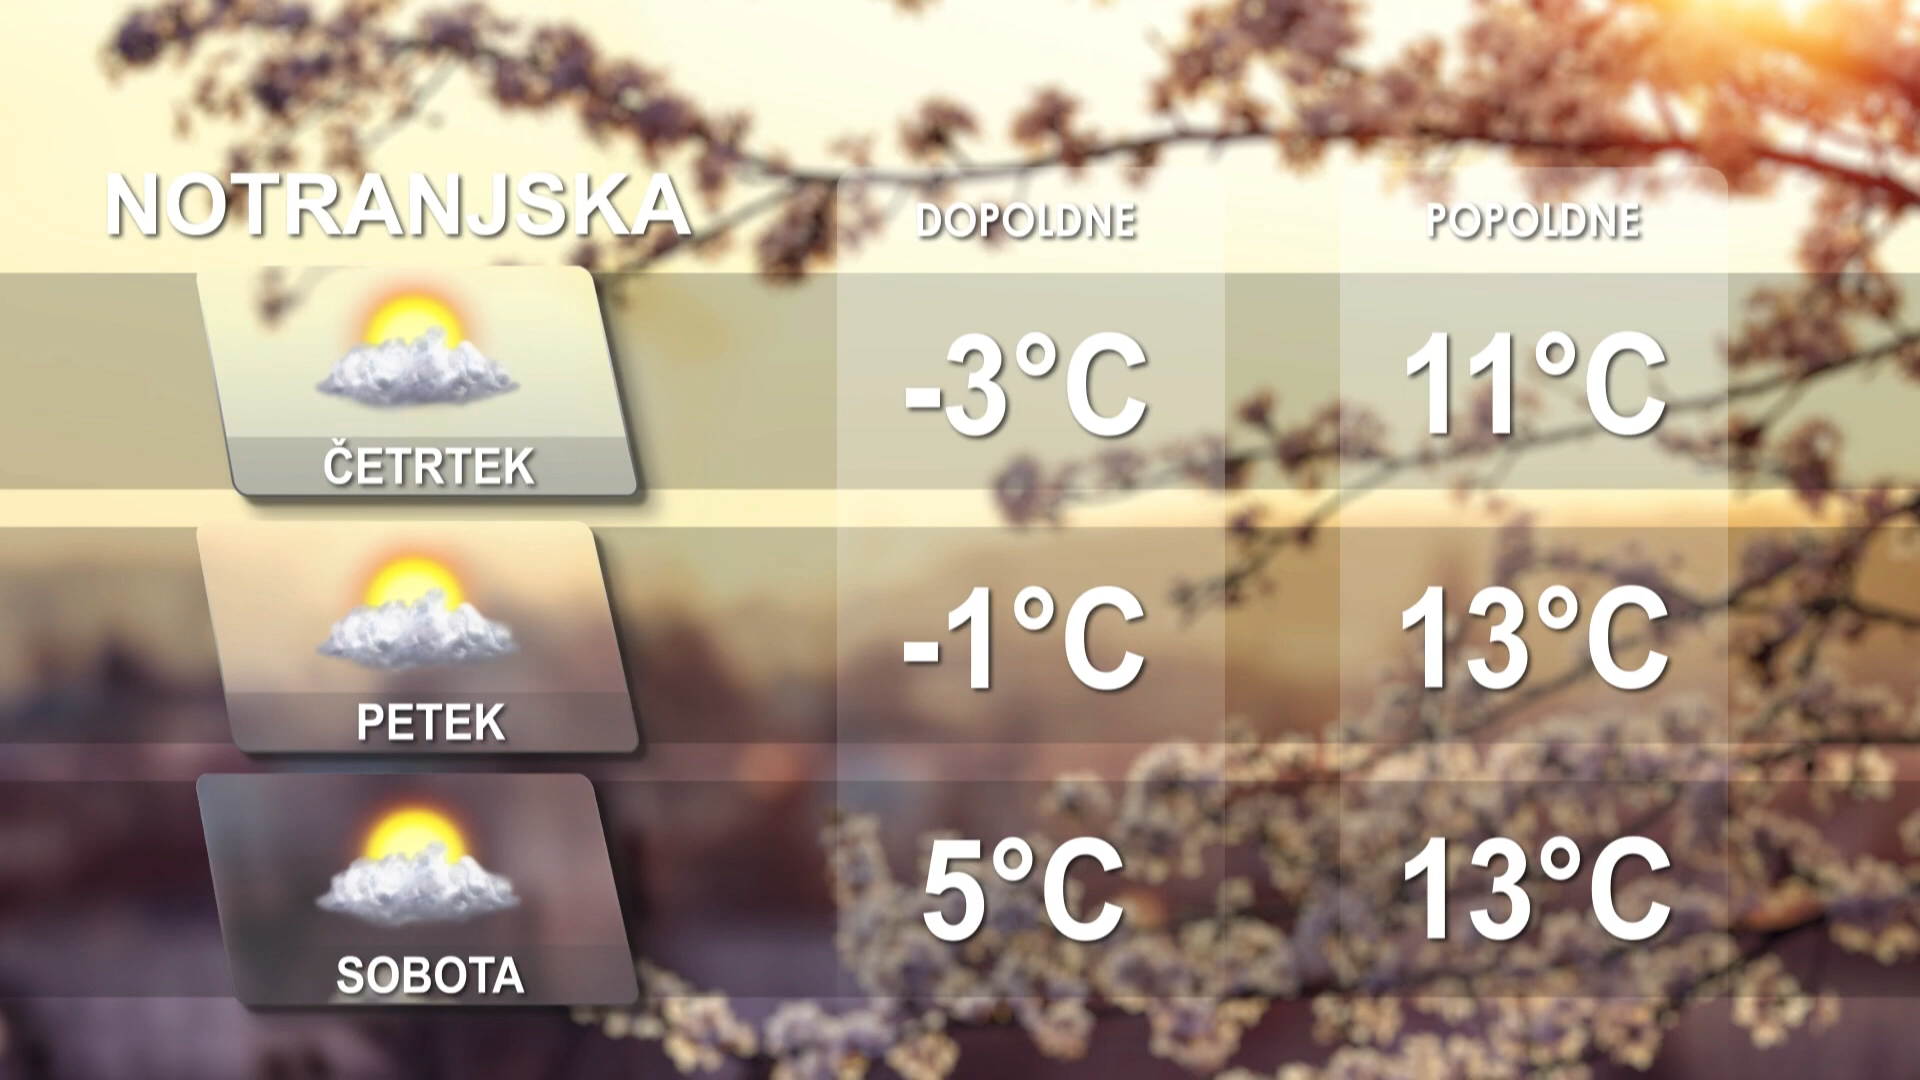 NOTRANJSKA
DOPOLDNE POPOLDNE
ČETRTEK -3°C 11°C
PETEK -1°C 13°C
SOBOTA 5°C 13°C